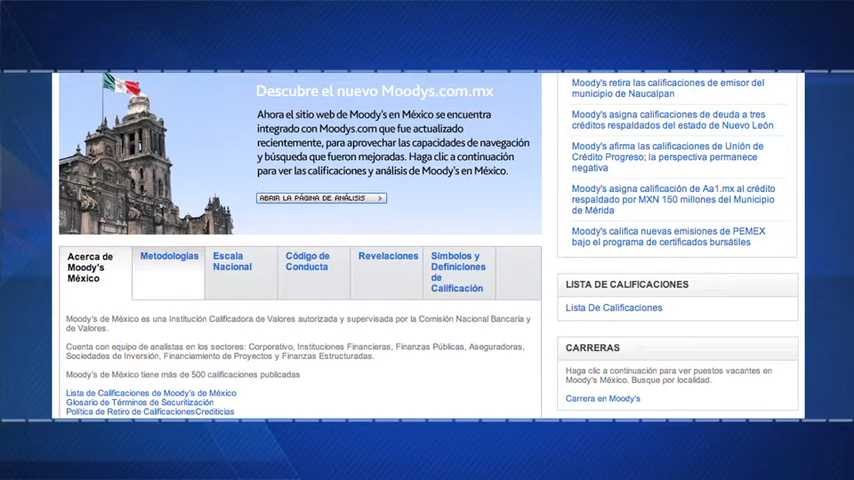 Descubre el nuevo Moodys.com.mx
Ahora el sitio web de Moody's en México se encuentra
integrado con Moodys.com que fue actualizado
recientemente, para aprovechar las capacidades de navegación
y búsqueda que fueron mejoradas. Haga clic a continuación
para ver las calificaciones y análisis de Moody's en México.
ABRIR LA PÁGINA DE ANÁLISIS
Acerca de
Moody's
México
Metodologías
Escala
Nacional
Código de
Conducta
Revelaciones
Símbolos y
Definiciones
de
Calificación
Moody's de México es una Institución Calificadora de Valores autorizada y supervisada por la Comisión Nacional Bancaria y
de Valores.
Cuenta con equipo de analistas en los sectores: Corporativo, Instituciones Financieras, Finanzas Públicas, Aseguradoras,
Sociedades de Inversión, Financiamiento de Proyectos y Finanzas Estructuradas.
Moody's de México tiene más de 500 calificaciones publicadas
Lista de Calificaciones de Moody's de México
Glosario de Términos de Securitización
Política de Retiro de CalificacionesCrediticias
Moody's retira las calificaciones de emisor del
municipio de Naucalpan
Moody's asigna calificaciones de deuda a tres
créditos respaldados del estado de Nuevo León
Moody's afirma las calificaciones de Unión de
Crédito Progreso; la perspectiva permanece
negativa
Moody's asigna calificación de Aa1.mx al crédito
respaldado por MXN 150 millones del Municipio
de Mérida
Moody's califica nuevas emisiones de PEMEX
bajo el programa de certificados bursátiles
LISTA DE CALIFICACIONES
Lista De Calificaciones
CARRERAS
Haga clic a continuación para ver puestos vacantes en
Moody's México. Busque por localidad.
Carrera en Moody's